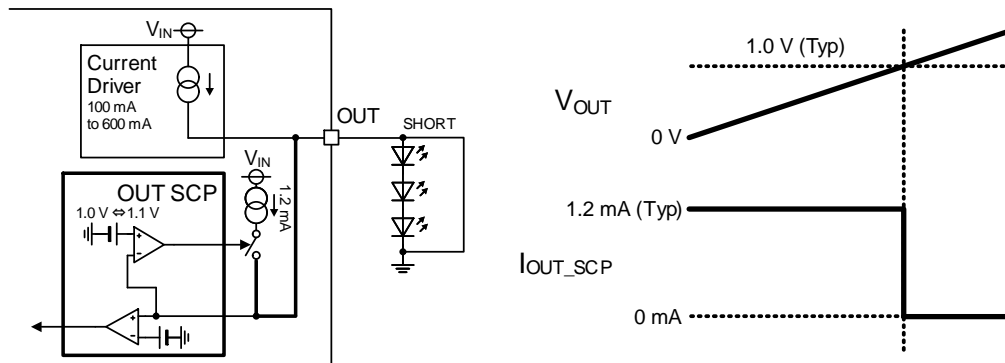 VIN
Current
Driver
100 mA
to 600 mA
OUT
SHORT
VIN
OUT SCP
1.2 mA
1.0 V ⇔1.1 V
+
−
+
−
1.0 V (Typ)
VOUT
0 V
1.2 mA (Typ)
IOUT_SCP
0 mA